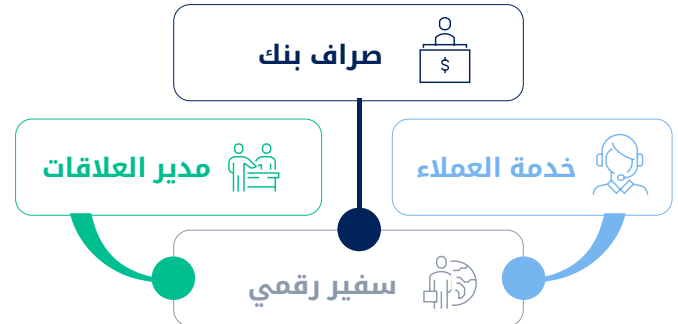 صراف بنك
$
خدمة العملاء
مدير العلاقات
سفير رقمي